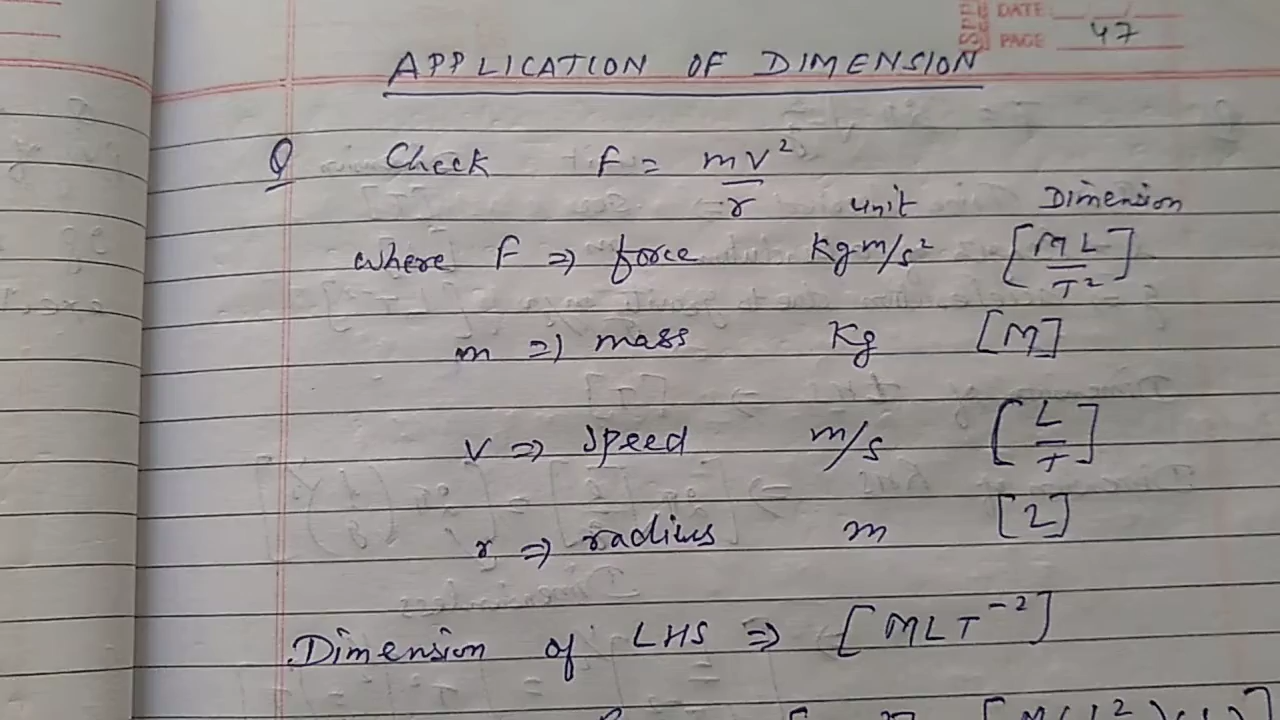 DATE
PAGE 47
APPLICATION OF DIMENSION
Q Check F = mv²/r
unit Dimension
where F ⇒ force kgm/s² [ML/T²]
m ⇒ mass Kg [M]
v ⇒ speed m/s [L/T]
r ⇒ radius m [L]
Dimension of LHS ⇒ [MLT⁻²]